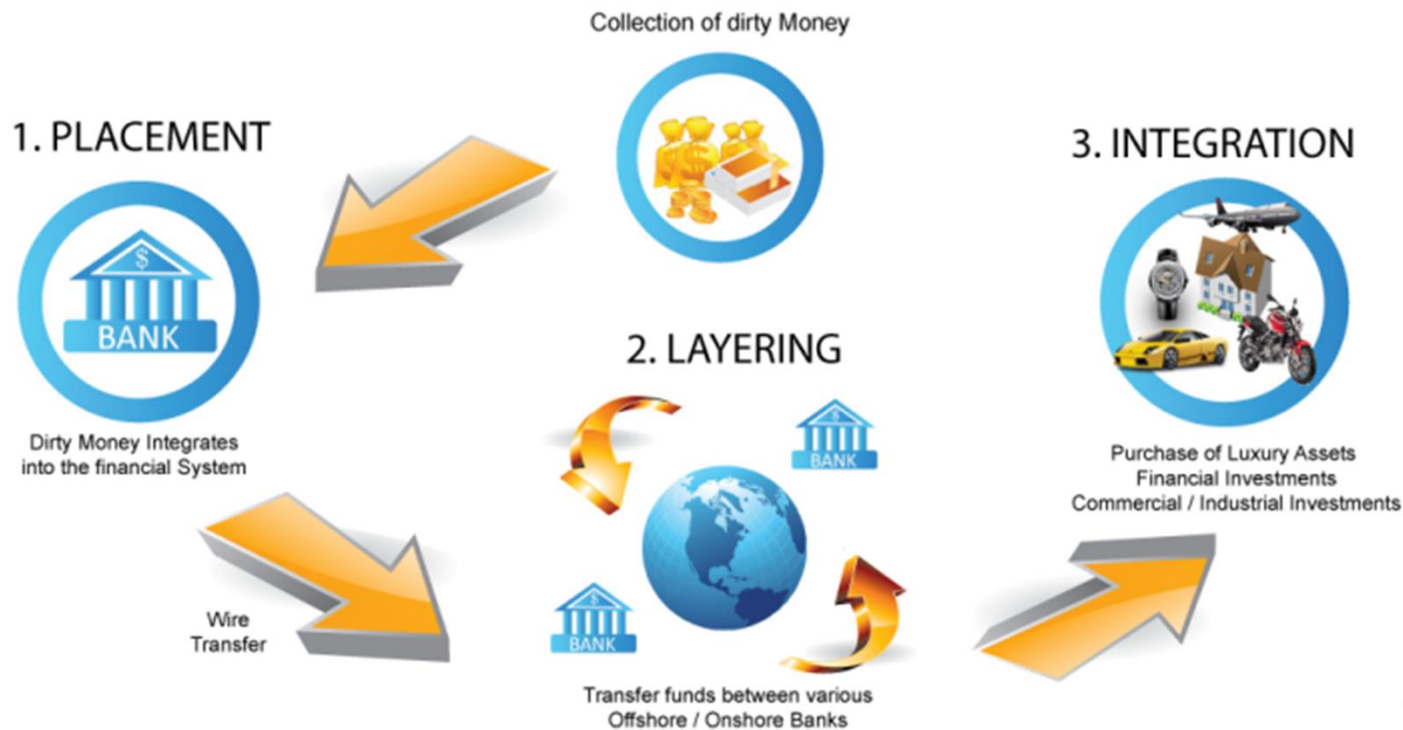 Collection of dirty Money
1. PLACEMENT
$
BANK
Dirty Money Integrates
into the financial System
Wire
Transfer
2. LAYERING
$
BANK
$
BANK
Transfer funds between various
Offshore / Onshore Banks
3. INTEGRATION
Purchase of Luxury Assets
Financial Investments
Commercial / Industrial Investments